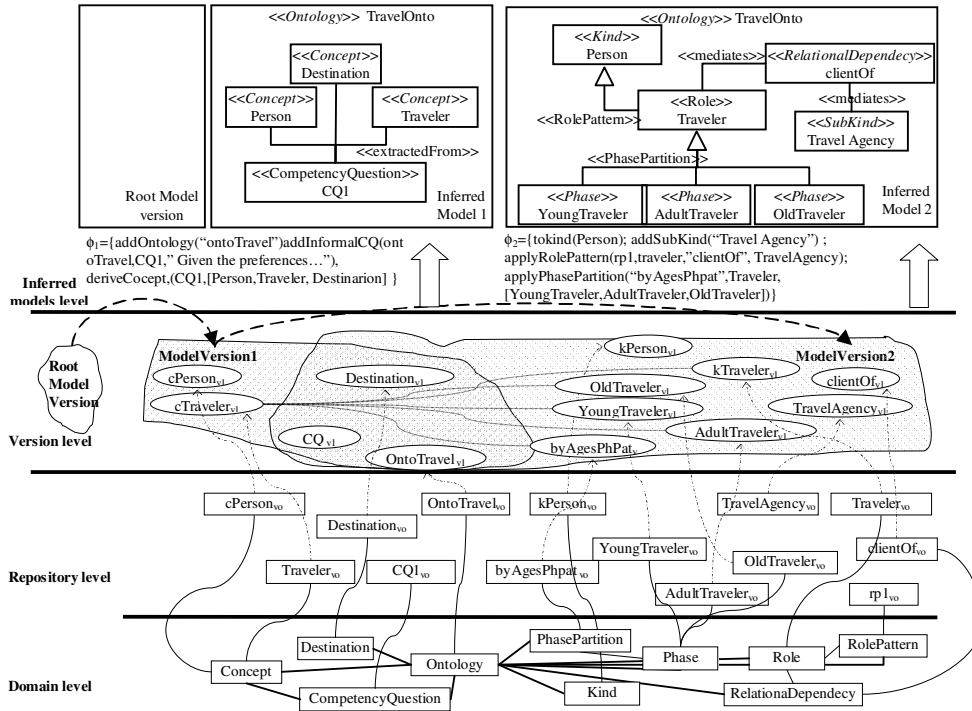 <<Ontology>> TravelOnto
<<Concept>>
Destination
<<Concept>>
Person
<<Concept>>
Traveler
<<extractedFrom>>
<<CompetencyQuestion>>
CQ1
Root Model
version
Inferred
Model 1
<<Ontology>> TravelOnto
<<Kind>>
Person
<<mediates>>
<<RelationalDependecy>>
clientOf
<<RolePattern>>
<<Role>>
Traveler
<<mediates>>
<<SubKind>>
Travel Agency
<<PhasePartition>>
<<Phase>>
YoungTraveler
<<Phase>>
AdultTraveler
<<Phase>>
OldTraveler
Inferred
Model 2
ϕ1={addOntology(“ontoTravel”)addInformalCQ(ont
oTravel,CQ1,” Given the preferences…”),
deriveCocept,(CQ1,[Person,Traveler, Destinarion] }
ϕ2={tokind(Person); addSubKind(“Travel Agency”) ;
applyRolePattern(rp1,traveler,”clientOf”, TravelAgency);
applyPhasePartition(“byAgesPhpat”,Traveler,
[YoungTraveler,AdultTraveler,OldTraveler])}
Inferred
models level
Root
Model
Version
ModelVersion1
cPersonv1
cTravelerv1
Destinationv1
CQv1
OntoTravelv1
kPersonv1
OldTravelerv1
YoungTravelerv1
byAgesPhPatv
kTravelerv1
AdultTravelerv1
ModelVersion2
clientOfv1
TravelAgencyv1
Version level
cPersonvo
Destinationvo
OntoTravelvo
kPersonvo
TravelAgencyvo
Travelervo
Travelervo
CQ1vo
byAgesPhpatvo
YoungTravelervo
OldTravelervo
clientOfvo
AdultTravelervo
rp1vo
Repository level
Destination
Concept
CompetencyQuestion
Ontology
PhasePartition
Kind
Phase
Role
RolePattern
RelationaDependecy
Domain level